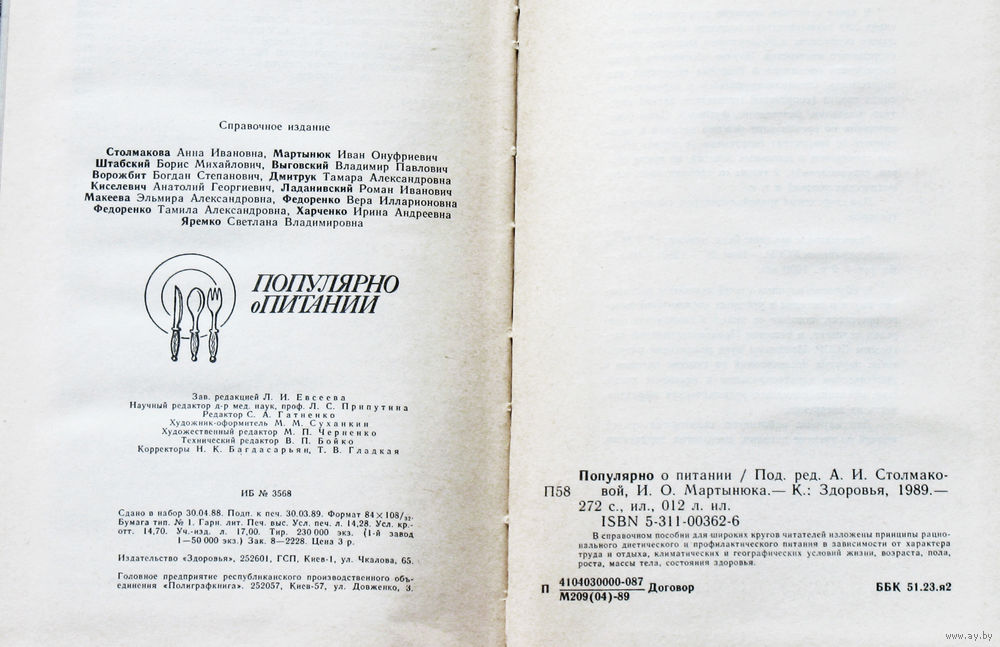 Справочное издание
Столмакова Анна Ивановна, Мартынюк Иван Онуфриевич
Штабский Борис Михайлович, Выговский Владимир Павлович
Ворожбит Богдан Степанович, Дмитрук Тамара Александровна
Киселевич Анатолий Георгиевич, Ладанивский Роман Иванович
Макеева Эльмира Александровна, Федоренко Вера Илларионовна
Федоренко Тамила Александровна, Харченко Ирина Андреевна
Яремко Светлана Владимировна
ПОПУЛЯРНО
о ПИТАНИИ
Зав. редакцией Л. И. Евсеева
Научный редактор д-р мед. наук, проф. Л. С. Припутина
Редактор С. А. Гатненко
Художник-оформитель М. М. Суханкин
Художественный редактор М. П. Черненко
Технический редактор В. П. Бойко
Корректоры Н. К. Багдасарьян, Т. В. Гладкая
ИБ № 3568
Сдано в набор 30.04.88. Подп. к печ. 30.03.89. Формат 84×108/32.
Бумага тип. № 1. Гарн. лит. Печ. выс. Усл. печ. л. 14,28. Усл. кр.-
отт. 14,70. Уч.-изд. л. 17,00. Тир. 230 000 экз. (1-й завод
1—50 000 экз.) Зак. 8—2228. Цена 3 р.
Издательство «Здоровья», 252601, ГСП, Киев-1, ул. Чкалова, 65.
Головное предприятие республиканского производственного объ-
единения «Полиграфкнига». 252057, Киев-57, ул. Довженко, 3.
Популярно о питании / Под. ред. А. И. Столмако-
П58 вой, И. О. Мартынюка.— К.: Здоровья, 1989.—
272 с., ил., 012 л. ил.
ISBN 5-311-00362-6
В справочном пособии для широких кругов читателей изложены принципы рацио-
нального диетического и профилактического питания в зависимости от характера
труда и отдыха, климатических и географических условий жизни, возраста, пола,
роста, массы тела, состояния здоровья.
П 4104030000-087 Договор ББК 51.23.я2
М209(04)-89
www.ay.by